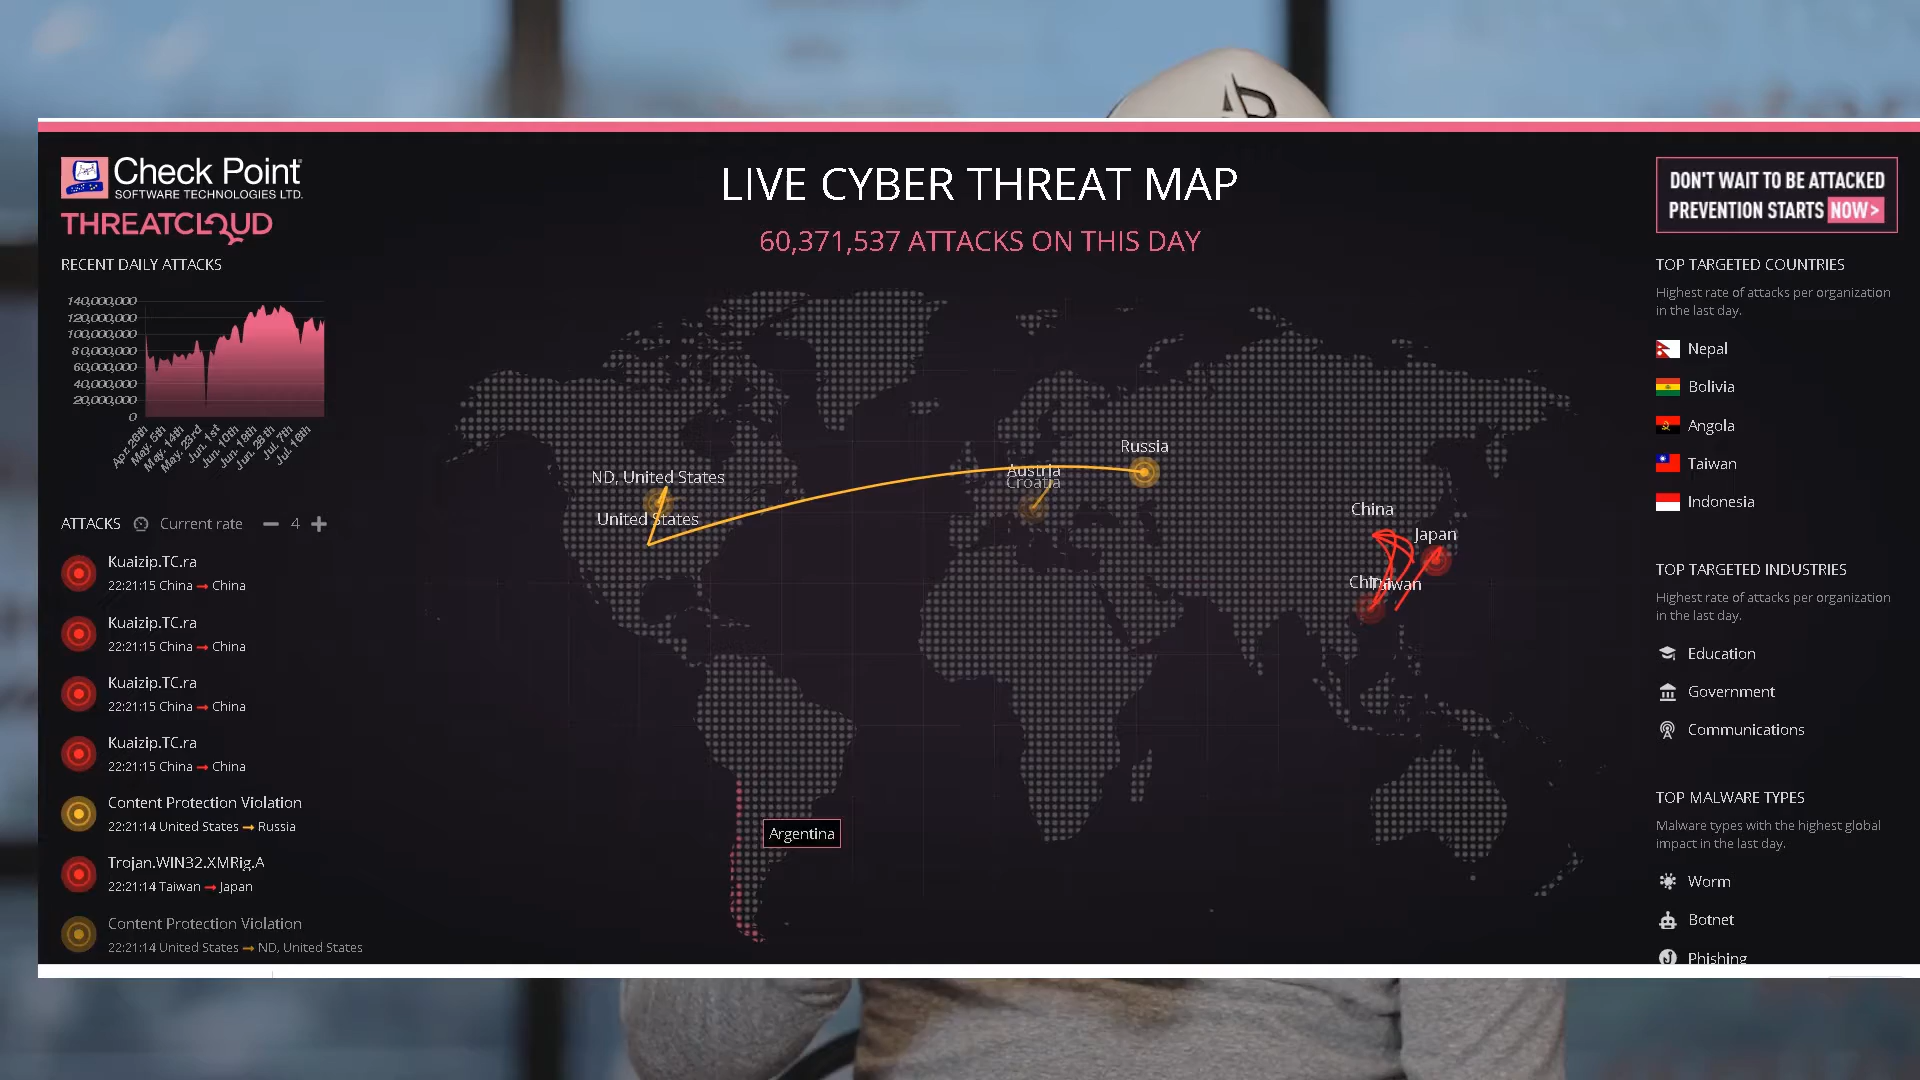 Check Point
SOFTWARE TECHNOLOGIES LTD.
THREATCLOUD
RECENT DAILY ATTACKS
140,000,000
120,000,000
100,000,000
80,000,000
60,000,000
40,000,000
20,000,000
0
May. 5th
May. 14th
May. 23rd
Jun. 1st
Jun. 10th
Jun. 19th
Jun. 28th
Jul. 7th
Jul. 16th
ATTACKS Current rate 4
Kuaizip.TC.ra
22:21:15 China China
Kuaizip.TC.ra
22:21:15 China China
Kuaizip.TC.ra
22:21:15 China China
Kuaizip.TC.ra
22:21:15 China China
Content Protection Violation
22:21:14 United States Russia
Trojan.WIN32.XMRig.A
22:21:14 Taiwan Japan
Content Protection Violation
22:21:14 United States ND, United States
LIVE CYBER THREAT MAP
60,371,537 ATTACKS ON THIS DAY
Russia
Austria
Croatia
ND, United States
United States
China
Japan
China
Taiwan
Argentina
DON'T WAIT TO BE ATTACKED
PREVENTION STARTS NOW>
TOP TARGETED COUNTRIES
Highest rate of attacks per organization
in the last day.
Nepal
Bolivia
Angola
Taiwan
Indonesia
TOP TARGETED INDUSTRIES
Highest rate of attacks per organization
in the last day.
Education
Government
Communications
TOP MALWARE TYPES
Malware types with the highest global
impact in the last day.
Worm
Botnet
Phishing